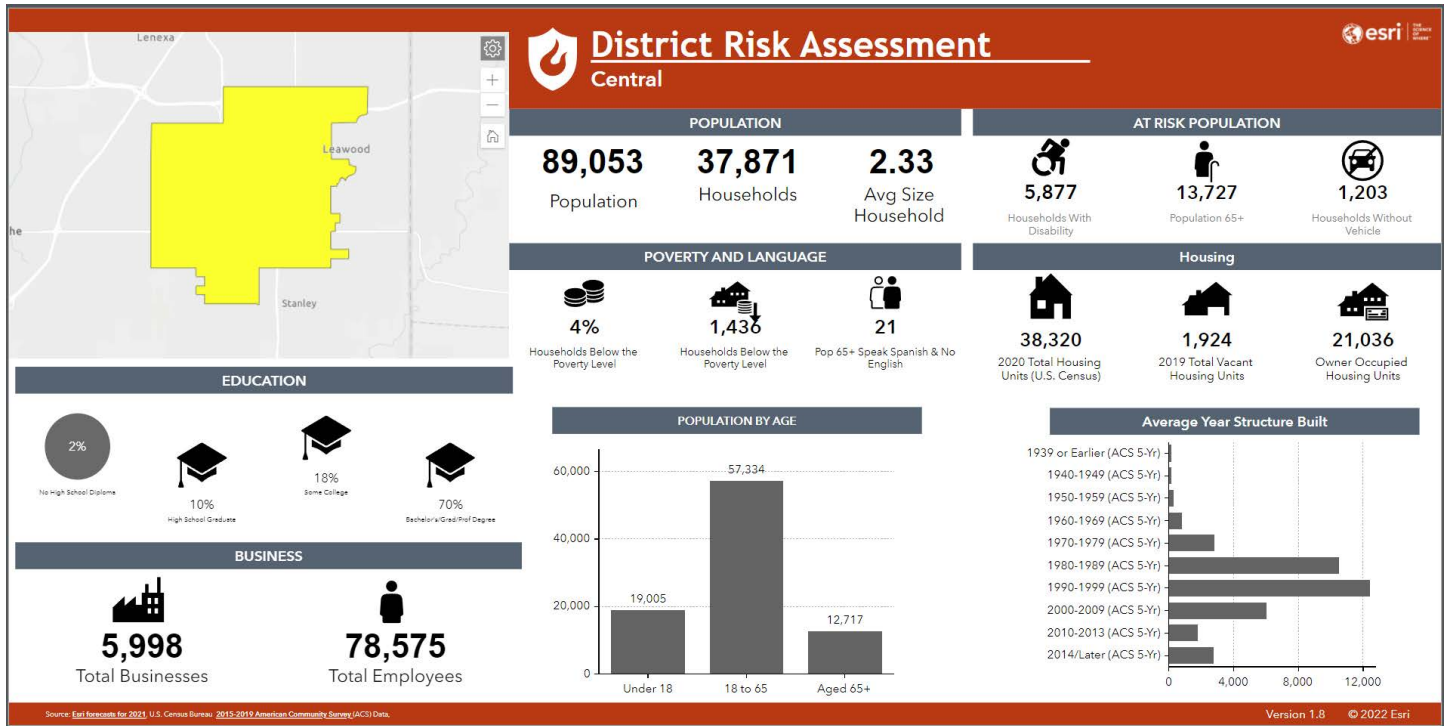 Lenexa
Leawood
he
Stanley
District Risk Assessment
Central
esri
THE
SCIENCE
OF
WHERE
POPULATION
89,053
Population
37,871
Households
2.33
Avg Size
Household
AT RISK POPULATION
5,877
Households With
Disability
13,727
Population 65+
1,203
Households Without
Vehicle
POVERTY AND LANGUAGE
4%
Households Below the
Poverty Level
1,436
Households Below the
Poverty Level
21
Pop 65+ Speak Spanish & No
English
Housing
38,320
2020 Total Housing
Units (U.S. Census)
1,924
2019 Total Vacant
Housing Units
21,036
Owner Occupied
Housing Units
EDUCATION
2%
No High School Diploma
10%
High School Graduate
18%
Some College
70%
Bachelor's/Grad/Prof Degree
BUSINESS
5,998
Total Businesses
78,575
Total Employees
POPULATION BY AGE
60,000
40,000
20,000
0
19,005
57,334
12,717
Under 18
18 to 65
Aged 65+
Average Year Structure Built
1939 or Earlier (ACS 5-Yr)
1940-1949 (ACS 5-Yr)
1950-1959 (ACS 5-Yr)
1960-1969 (ACS 5-Yr)
1970-1979 (ACS 5-Yr)
1980-1989 (ACS 5-Yr)
1990-1999 (ACS 5-Yr)
2000-2009 (ACS 5-Yr)
2010-2013 (ACS 5-Yr)
2014/Later (ACS 5-Yr)
0 4,000 8,000 12,000
Source: Esri forecasts for 2021, U.S. Census Bureau 2015-2019 American Community Survey (ACS) Data,
Version 1.8 © 2022 Esri